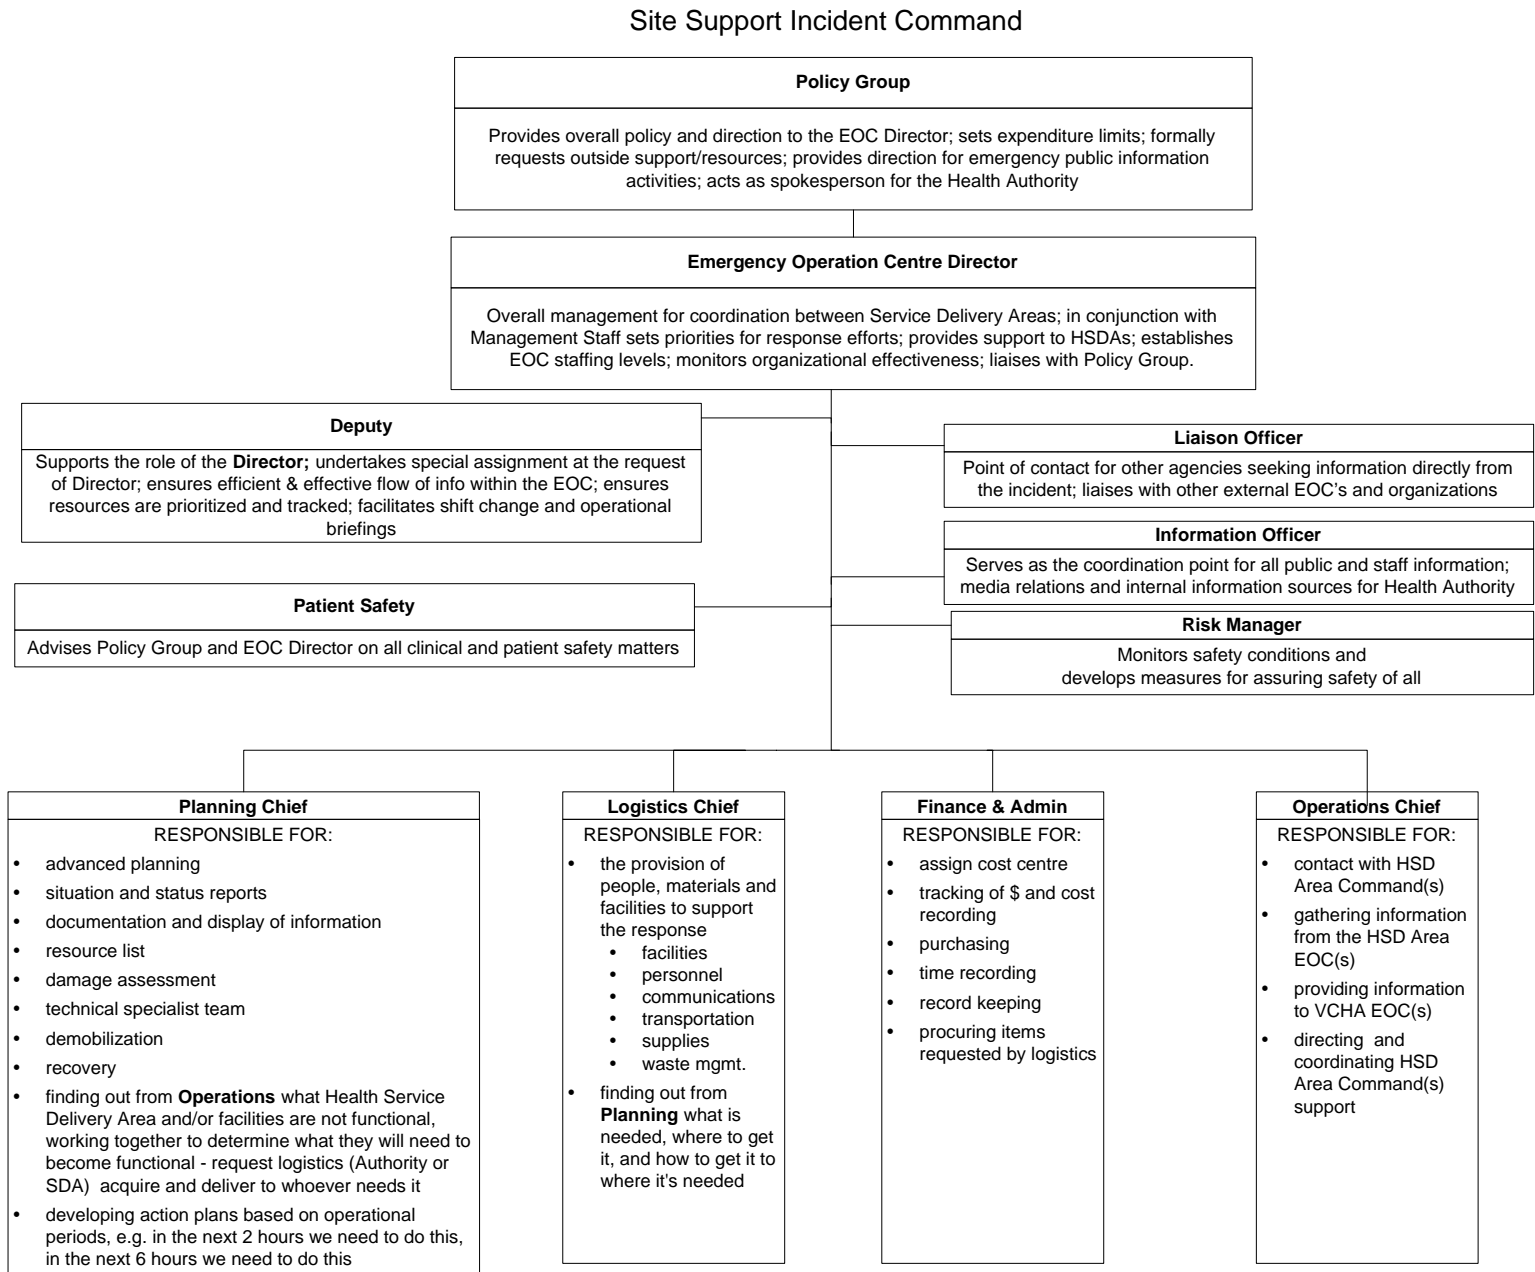 Site Support Incident Command
Policy Group
Provides overall policy and direction to the EOC Director; sets expenditure limits; formally
requests outside support/resources; provides direction for emergency public information
activities; acts as spokesperson for the Health Authority
Emergency Operation Centre Director
Overall management for coordination between Service Delivery Areas; in conjunction with
Management Staff sets priorities for response efforts; provides support to HSDAs; establishes
EOC staffing levels; monitors organizational effectiveness; liaises with Policy Group.
Deputy
Supports the role of the Director; undertakes special assignment at the request
of Director; ensures efficient & effective flow of info within the EOC; ensures
resources are prioritized and tracked; facilitates shift change and operational
briefings
Liaison Officer
Point of contact for other agencies seeking information directly from
the incident; liaises with other external EOC's and organizations
Information Officer
Serves as the coordination point for all public and staff information;
media relations and internal information sources for Health Authority
Patient Safety
Advises Policy Group and EOC Director on all clinical and patient safety matters
Risk Manager
Monitors safety conditions and
develops measures for assuring safety of all
Planning Chief
RESPONSIBLE FOR:
• advanced planning
• situation and status reports
• documentation and display of information
• resource list
• damage assessment
• technical specialist team
• demobilization
• recovery
• finding out from Operations what Health Service
Delivery Area and/or facilities are not functional,
working together to determine what they will need to
become functional - request logistics (Authority or
SDA)  acquire and deliver to whoever needs it
• developing action plans based on operational
periods, e.g. in the next 2 hours we need to do this,
in the next 6 hours we need to do this
Logistics Chief
RESPONSIBLE FOR:
• the provision of
people, materials and
facilities to support
the response
• facilities
• personnel
• communications
• transportation
• supplies
• waste mgmt.
• finding out from
Planning what is
needed, where to get
it, and how to get it to
where it's needed
Finance & Admin
RESPONSIBLE FOR:
• assign cost centre
• tracking of $ and cost
recording
• purchasing
• time recording
• record keeping
• procuring items
requested by logistics
Operations Chief
RESPONSIBLE FOR:
• contact with HSD
Area Command(s)
• gathering information
from the HSD Area
EOC(s)
• providing information
to VCHA EOC(s)
• directing  and
coordinating HSD
Area Command(s)
support